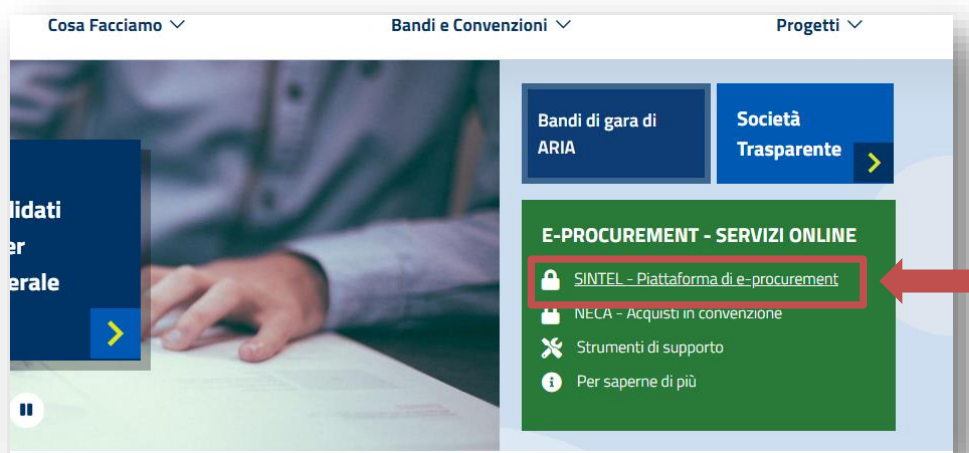 Cosa Facciamo
Bandi e Convenzioni
Progetti
lidati
er
erale
Bandi di gara di
ARIA
Società
Trasparente
E-PROCUREMENT - SERVIZI ONLINE
SINTEL - Piattaforma di e-procurement
NECA - Acquisti in convenzione
Strumenti di supporto
Per saperne di più